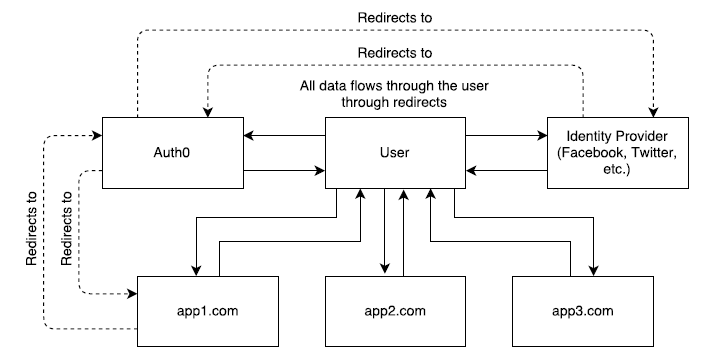 Redirects to
Redirects to
All data flows through the user
through redirects
Auth0
User
Identity Provider
(Facebook, Twitter,
etc.)
Redirects to
Redirects to
app1.com
app2.com
app3.com